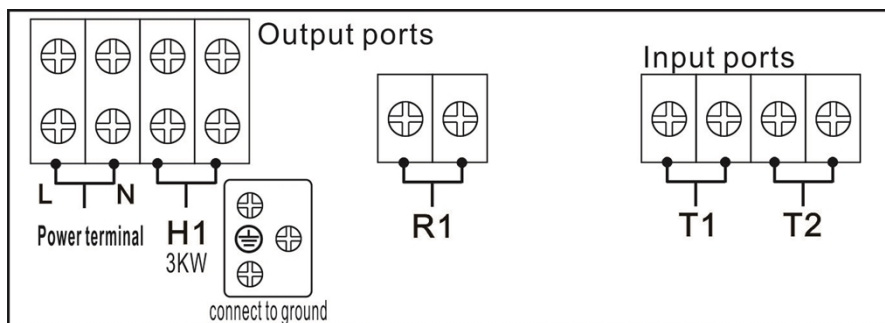 Output ports
Input ports
L N
Power terminal
H1
3KW
connect to ground
R1
T1
T2